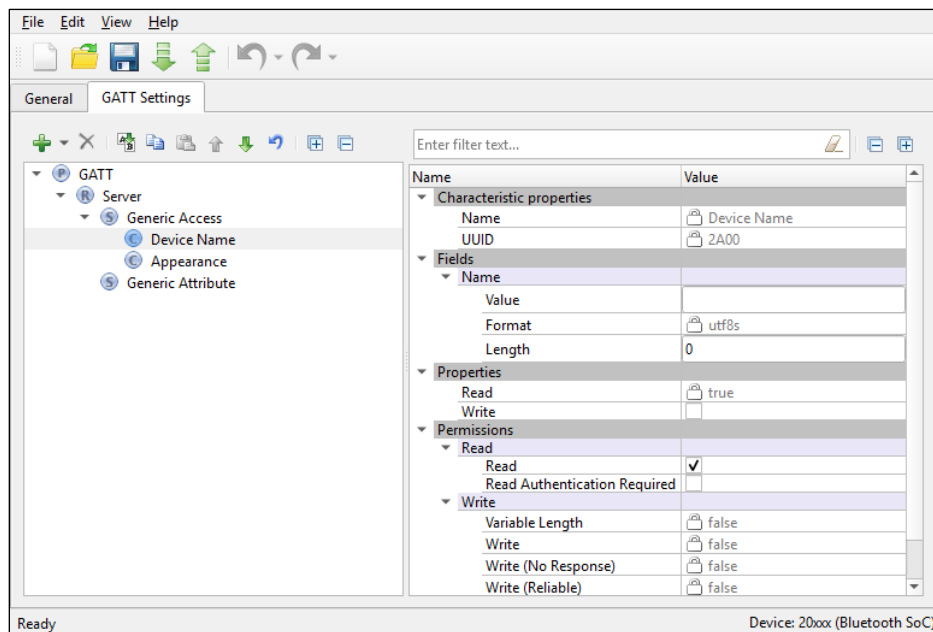 File Edit View Help
General GATT Settings
Enter filter text...
P GATT
R Server
S Generic Access
C Device Name
C Appearance
S Generic Attribute
Name Value
Characteristic properties
Name Device Name
UUID 2A00
Fields
Name
Value
Format utf8s
Length 0
Properties
Read true
Write
Permissions
Read
Read
Read Authentication Required
Write
Variable Length false
Write false
Write (No Response) false
Write (Reliable) false
Ready Device: 20xxx (Bluetooth SoC)